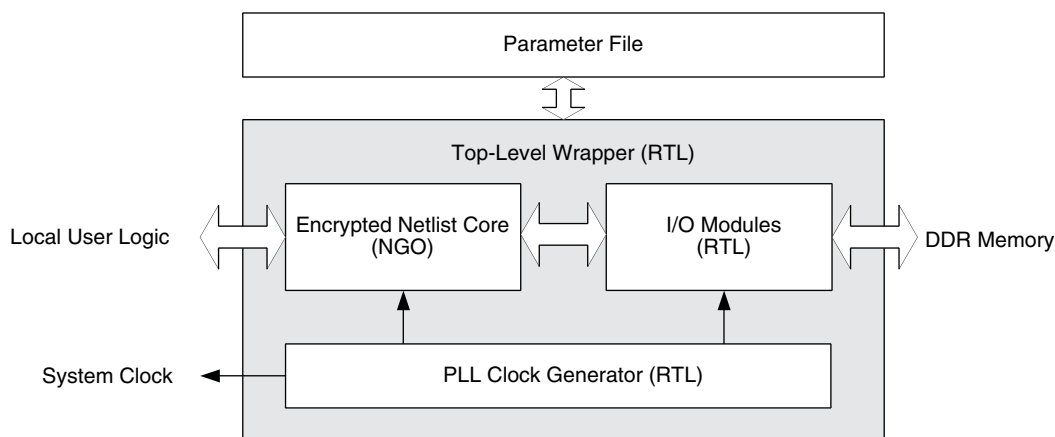 Parameter File
Top-Level Wrapper (RTL)
Local User Logic
Encrypted Netlist Core
(NGO)
I/O Modules
(RTL)
DDR Memory
System Clock
PLL Clock Generator (RTL)